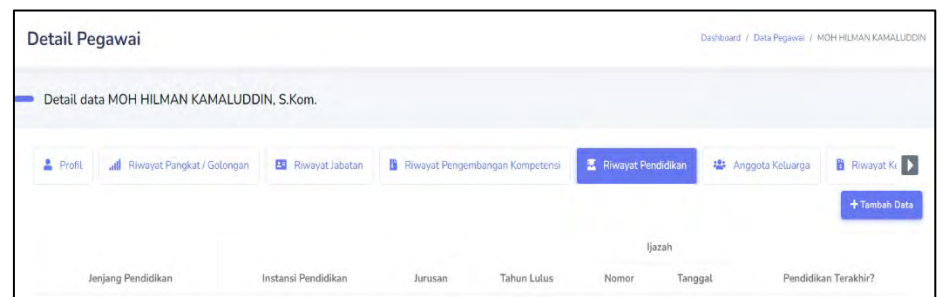 Detail Pegawai
Dashboard / Data Pegawai / MOH HILMAN KAMALUDDIN
Detail data MOH HILMAN KAMALUDDIN, S.Kom.
Profil Riwayat Pangkat / Golongan Riwayat Jabatan Riwayat Pengembangan Kompetensi Riwayat Pendidikan Anggota Keluarga Riwayat
+ Tambah Data
Ijazah
Jenjang Pendidikan Instansi Pendidikan Jurusan Tahun Lulus Nomor Tanggal Pendidikan Terakhir?